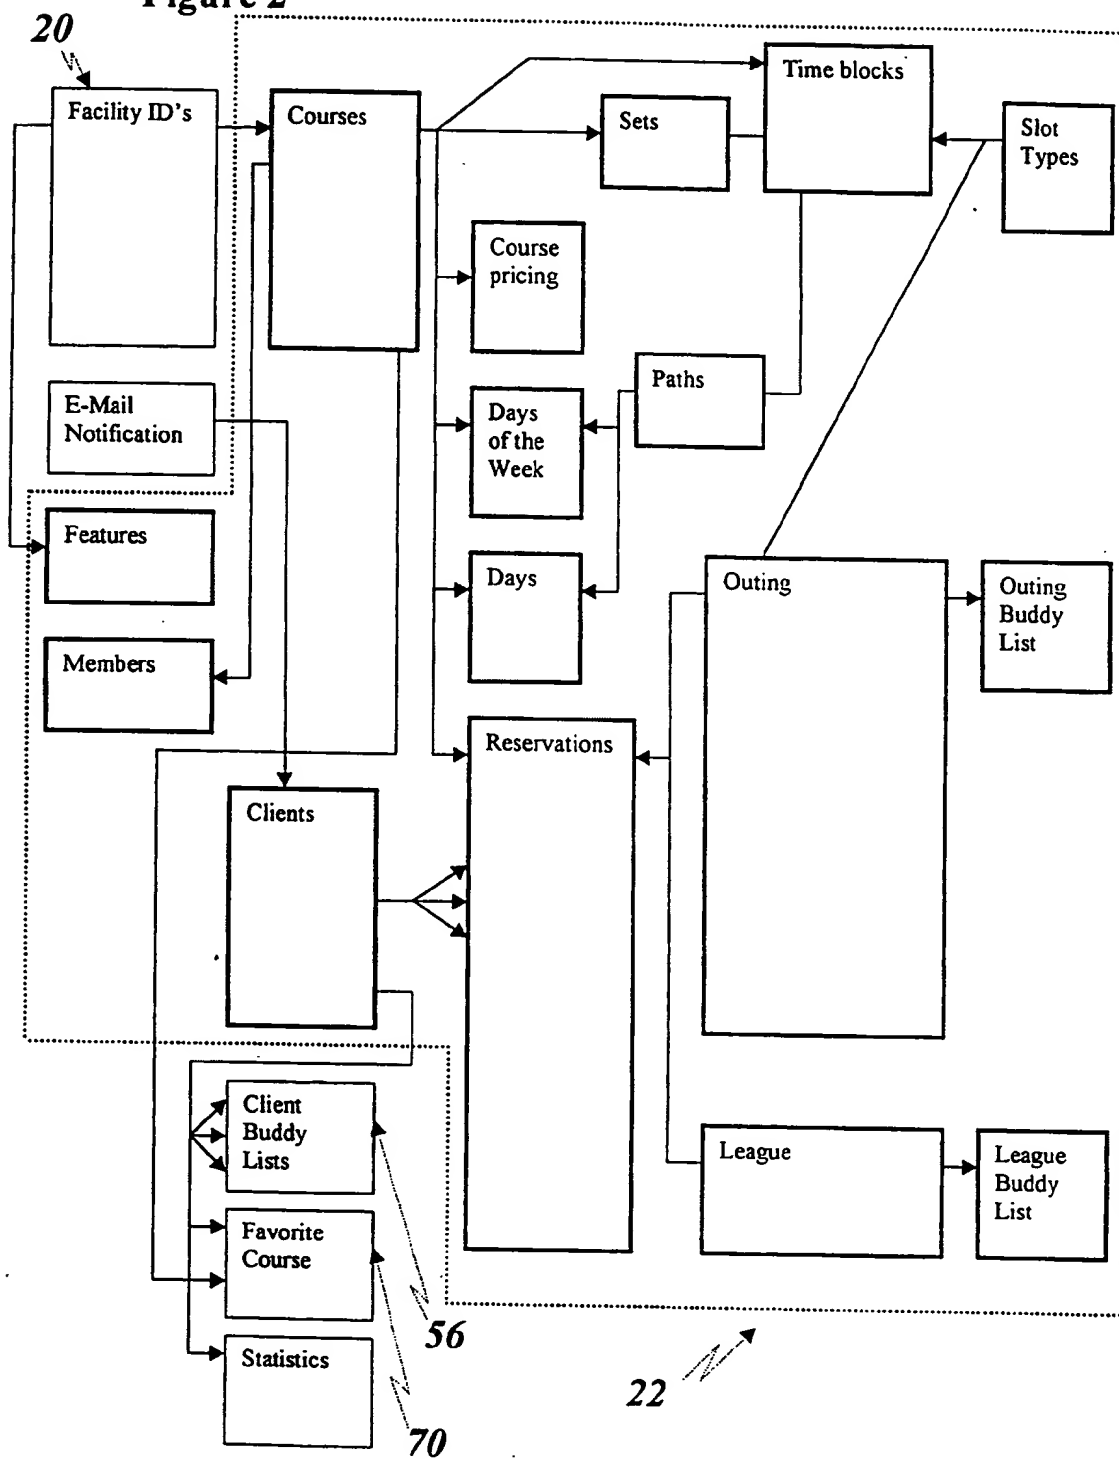 Figure 2
20
Facility ID's
Courses
Time blocks
Sets
Slot
Types
Course
pricing
E-Mail
Notification
Days
of the
Week
Paths
Features
Days
Outing
Outing
Buddy
List
Members
Reservations
Clients
Client
Buddy
Lists
League
League
Buddy
List
Favorite
Course
56
Statistics
22
70